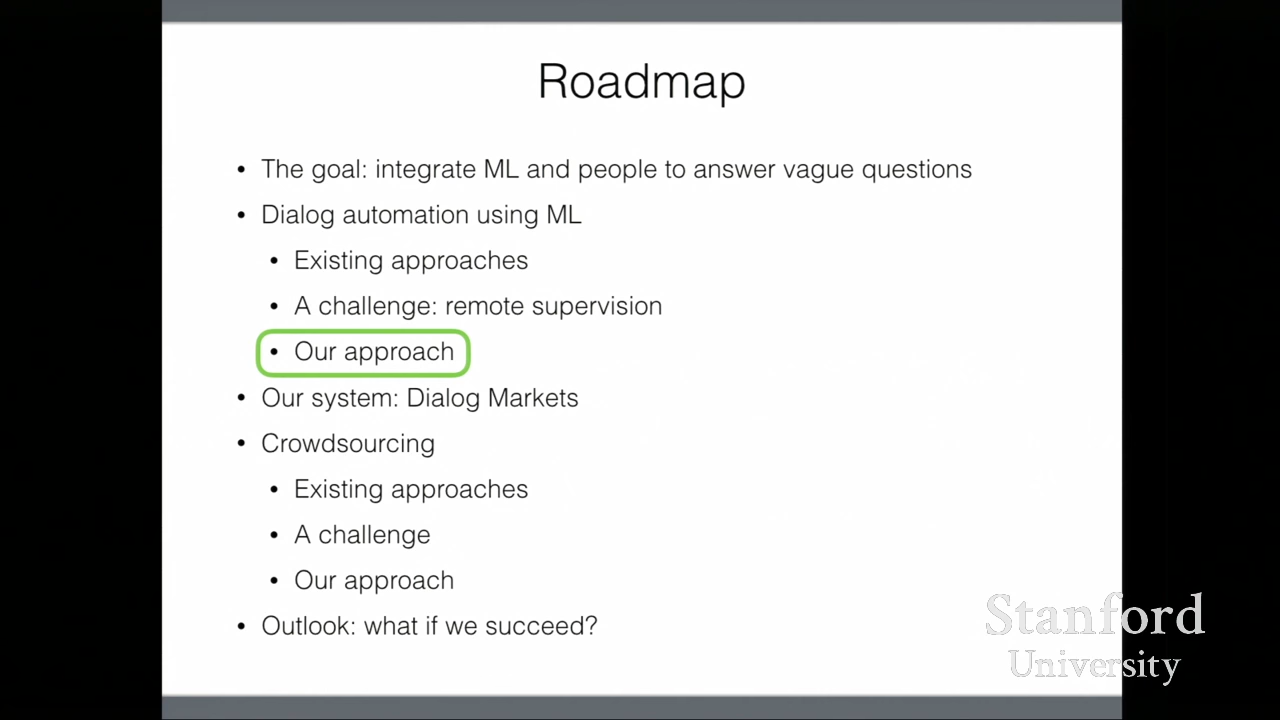 Roadmap
• The goal: integrate ML and people to answer vague questions
• Dialog automation using ML
• Existing approaches
• A challenge: remote supervision
• Our approach
• Our system: Dialog Markets
• Crowdsourcing
• Existing approaches
• A challenge
• Our approach
• Outlook: what if we succeed?
Stanford
University